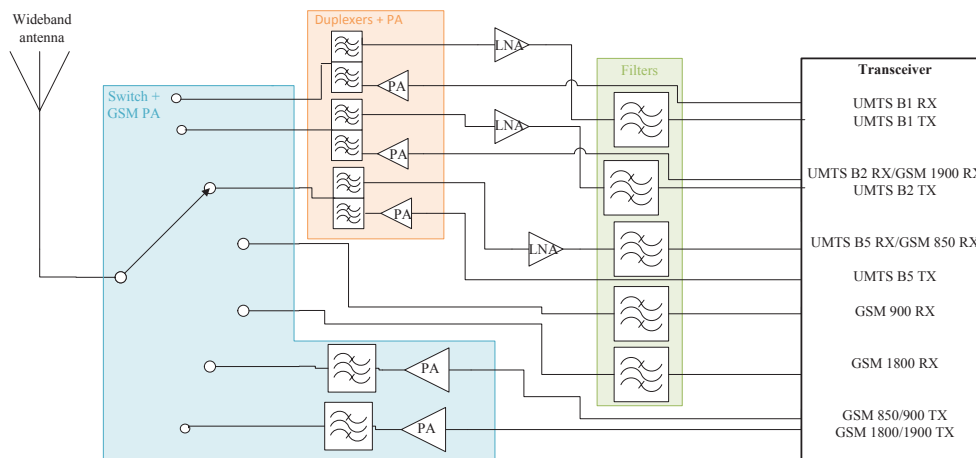 Wideband
antenna
Duplexers + PA
LNA
PA
Switch +
GSM PA
LNA
PA
PA
LNA
PA
PA
Filters
Transceiver
UMTS B1 RX
UMTS B1 TX
UMTS B2 RX/GSM 1900 RX
UMTS B2 TX
UMTS B5 RX/GSM 850 RX
UMTS B5 TX
GSM 900 RX
GSM 1800 RX
GSM 850/900 TX
GSM 1800/1900 TX